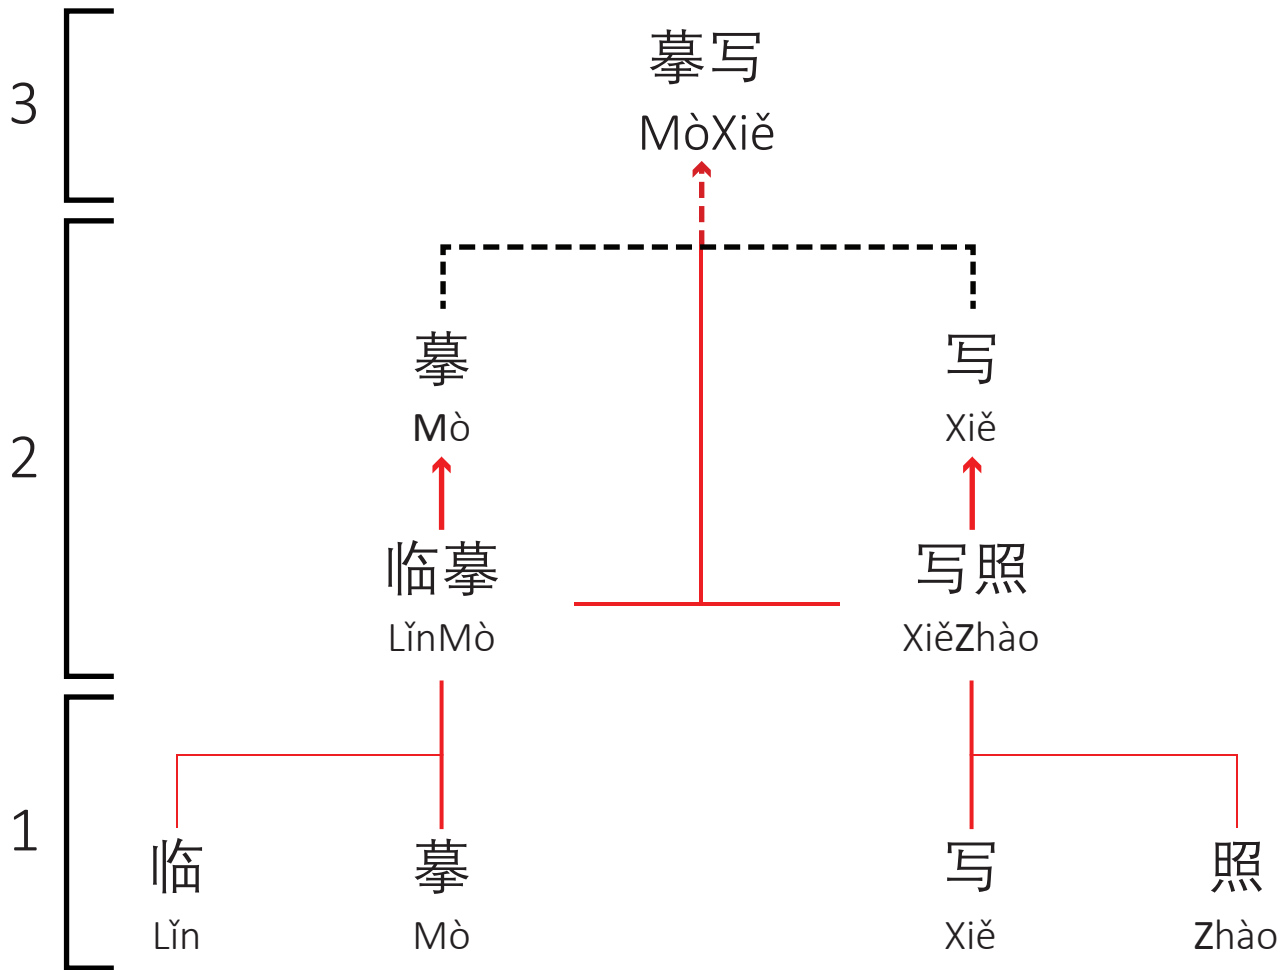 3
摹写
MòXiě
2
摹 写
Mò Xiě
临摹 写照
LǐnMò XiěZhào
1
临 摹 写 照
Lǐn Mò Xiě Zhào